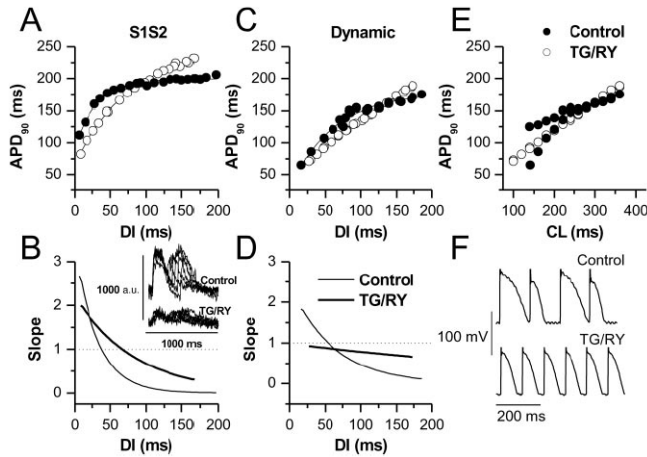 A
S1S2
C
Dynamic
E
Control
TG/RY
APD90 (ms)
250
200
150
100
50
0 50 100 150 200
DI (ms)
APD90 (ms)
250
200
150
100
50
0 50 100 150 200
DI (ms)
APD90 (ms)
250
200
150
100
50
100 200 300 400
CL (ms)
B
Slope
3
2
1
0
0 50 100 150 200
DI (ms)
1000 a.u.
Control
TG/RY
1000 ms
D
Slope
3
2
1
0
0 50 100 150 200
DI (ms)
Control
TG/RY
F
Control
100 mV
TG/RY
200 ms